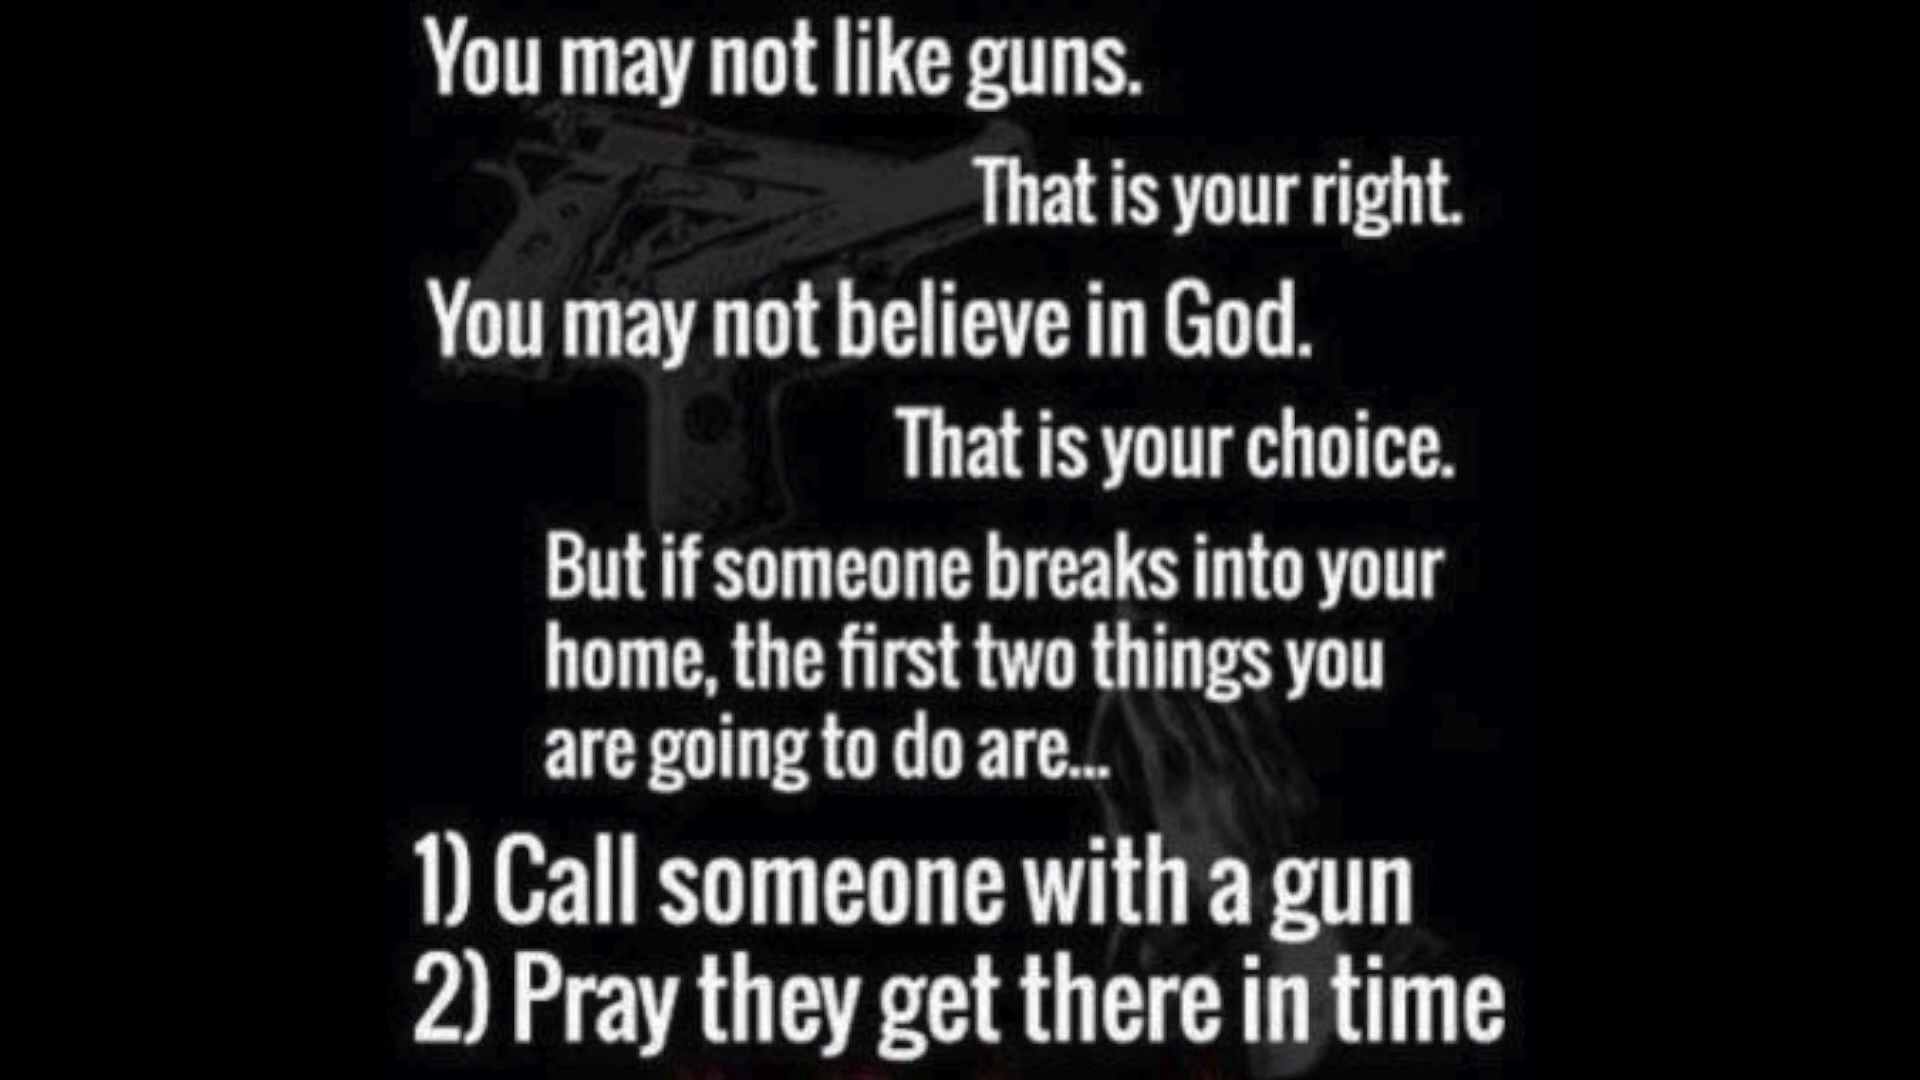 You may not like guns.
That is your right.
You may not believe in God.
That is your choice.
But if someone breaks into your
home, the first two things you
are going to do are...
1) Call someone with a gun
2) Pray they get there in time